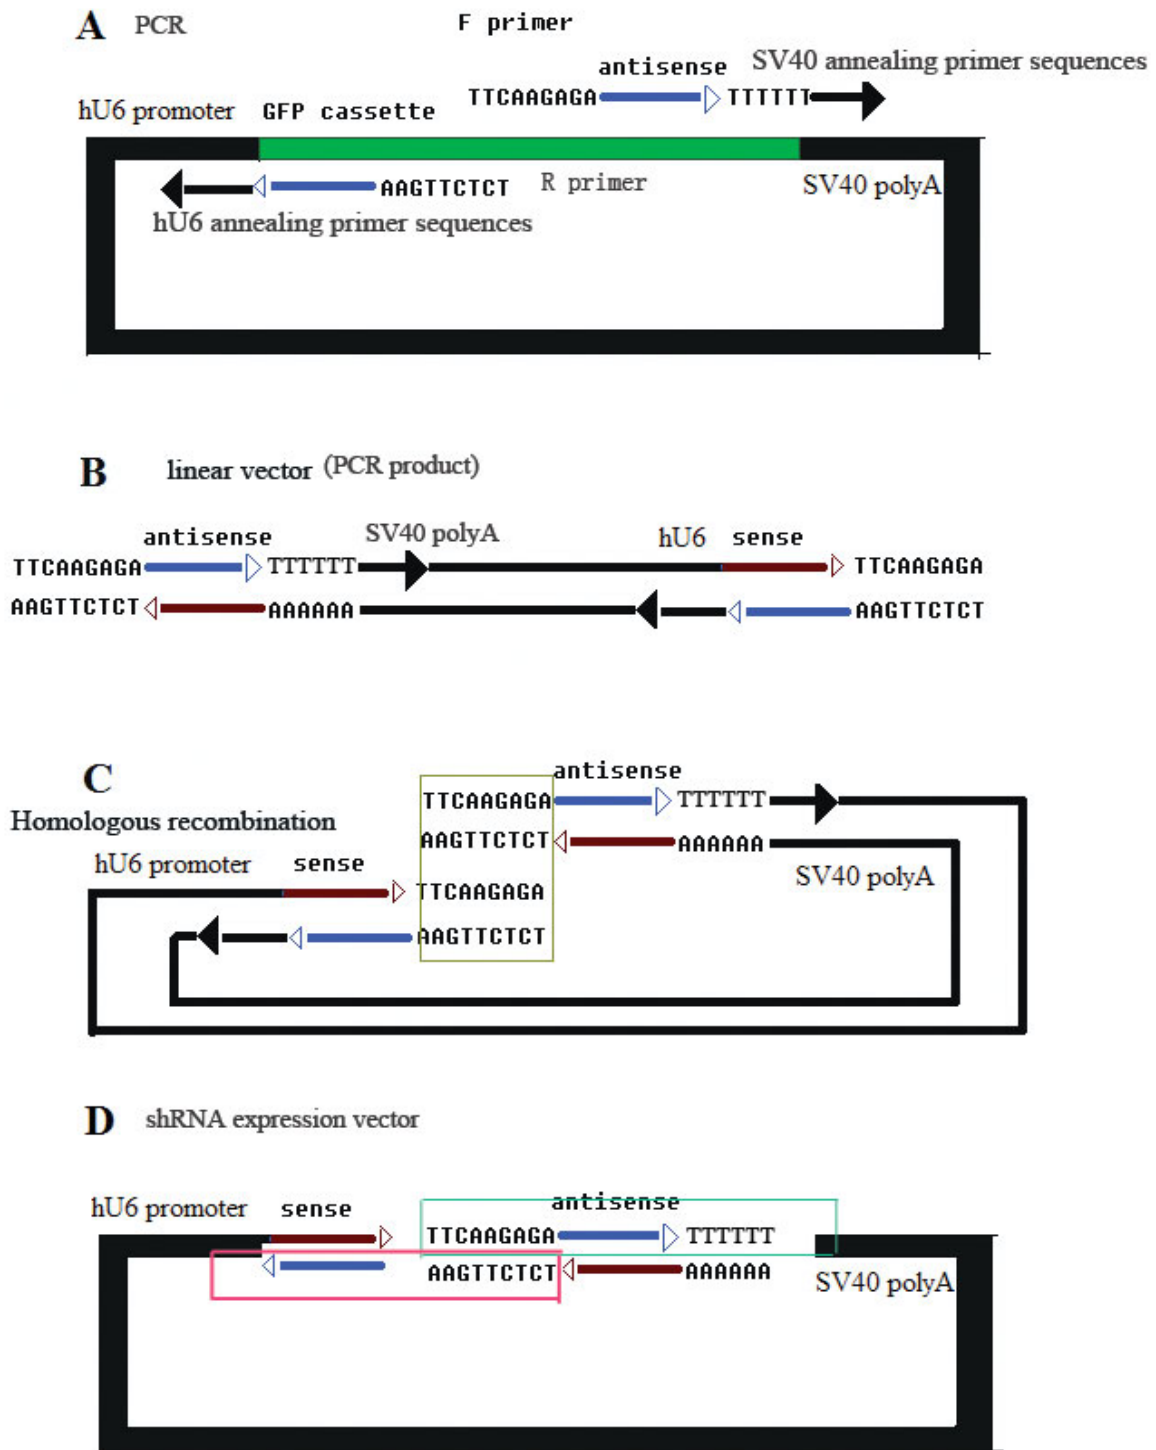 A PCR
F primer
antisense SV40 annealing primer sequences
TTCAAGAGA TTTTTT
hU6 promoter GFP cassette
AAGTTCTCT R primer SV40 polyA
hU6 annealing primer sequences
B linear vector (PCR product)
antisense SV40 polyA hU6 sense
TTCAAGAGA TTTTTT TTCAAGAGA
AAGTTCTCT AAAAAA AAGTTCTCT
C
antisense
TTCAAGAGA TTTTTT
Homologous recombination
AAGTTCTCT AAAAAA
hU6 promoter sense
SV40 polyA
TTCAAGAGA
AAGTTCTCT
D shRNA expression vector
hU6 promoter sense antisense
TTCAAGAGA TTTTTT
AAGTTCTCT AAAAAA
SV40 polyA